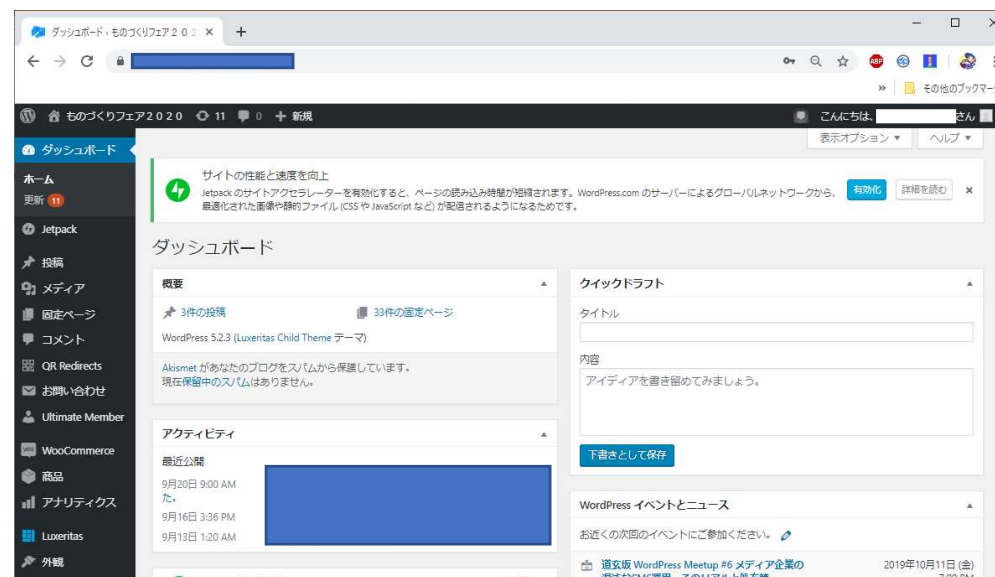 ダッシュボード ‹ ものづくりフェア２０２
その他のブックマー
ものづくりフェア2020 11 0 新規
こんにちは、 さん
表示オプション ヘルプ
ダッシュボード
ホーム
更新 11
Jetpack
投稿
メディア
固定ページ
コメント
QR Redirects
お問い合わせ
Ultimate Member
WooCommerce
商品
アナリティクス
Luxeritas
外観
サイトの性能と速度を向上
Jetpack のサイトアクセラレーターを有効化すると、ページの読み込み時間が短縮されます。WordPress.com のサーバーによるグローバルネットワークから、
最適化された画像や静的ファイル (CSS や JavaScript など) が配信されるようになるためです。
有効化
詳細を読む
ダッシュボード
概要
3件の投稿
33件の固定ページ
WordPress 5.2.3 (Luxeritas Child Theme テーマ)
Akismet があなたのブログをスパムから保護しています。
現在保留中のスパムはありません。
アクティビティ
最近公開
9月20日 9:00 AM
た。
9月16日 3:36 PM
9月13日 1:20 AM
クイックドラフト
タイトル
内容
アイディアを書き留めてみましょう。
下書きとして保存
WordPress イベントとニュース
お近くの次回のイベントにご参加ください。
道玄坂 WordPress Meetup #6 メディア企業の
2019年10月11日 (金)